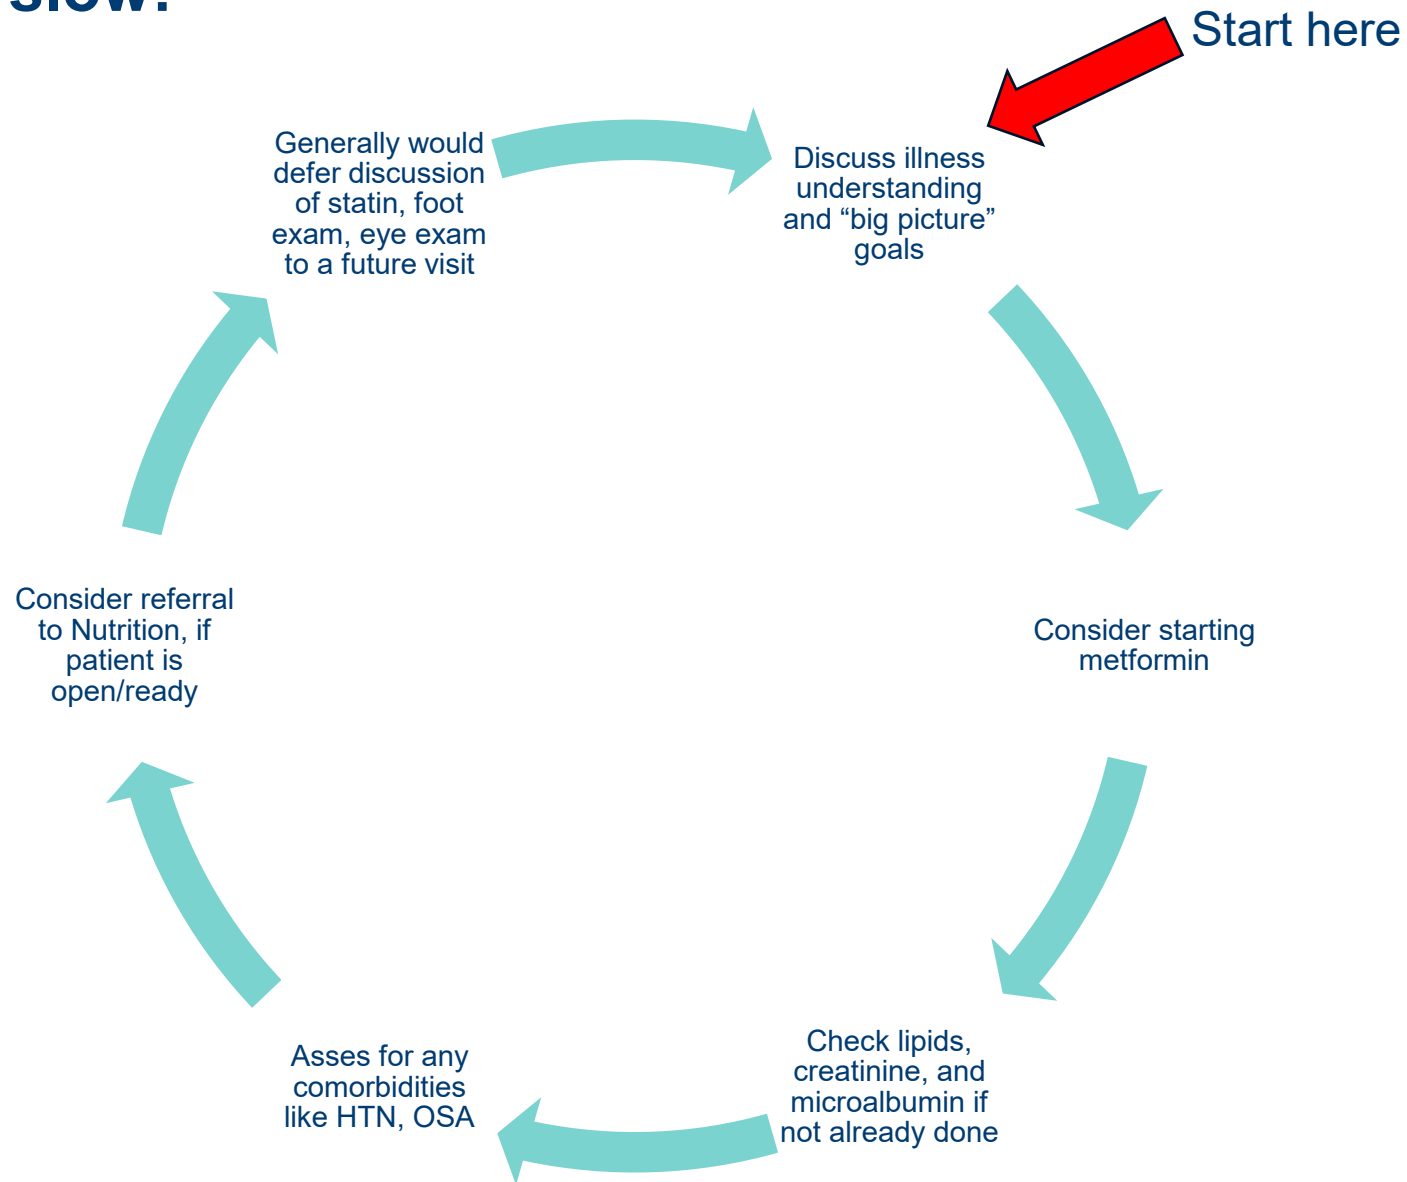 slow.
Start here
Discuss illness
understanding
and “big picture”
goals
Consider starting
metformin
Check lipids,
creatinine, and
microalbumin if
not already done
Asses for any
comorbidities
like HTN, OSA
Consider referral
to Nutrition, if
patient is
open/ready
Generally would
defer discussion
of statin, foot
exam, eye exam
to a future visit